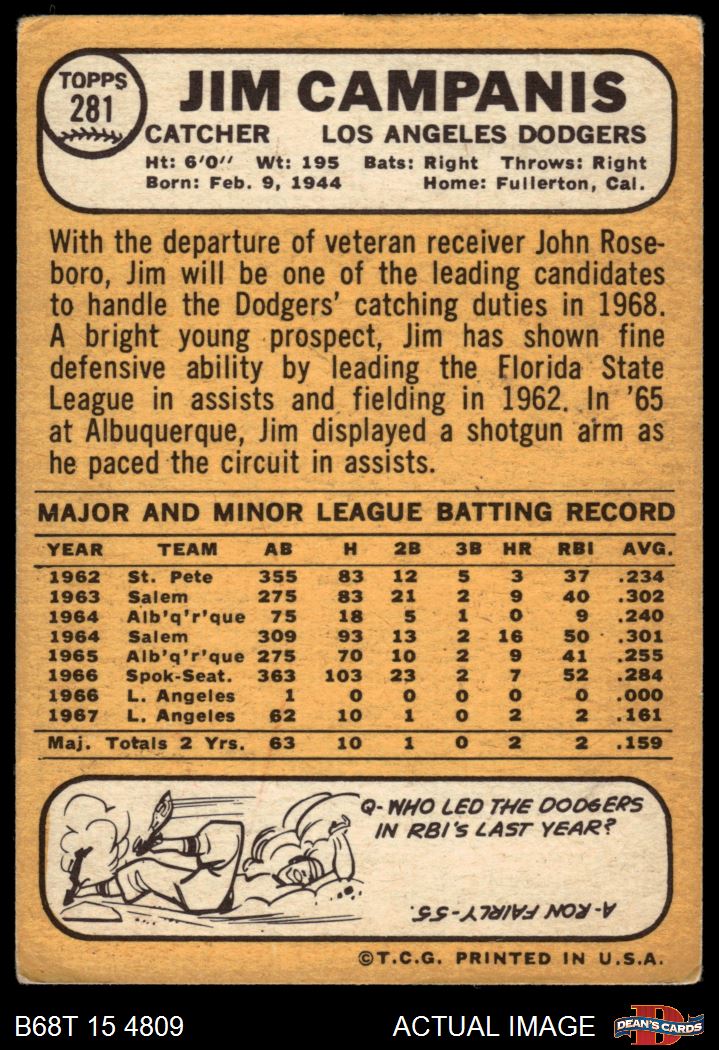 TOPPS
281
JIM CAMPANIS
CATCHER LOS ANGELES DODGERS
Ht: 6'0" Wt: 195 Bats: Right Throws: Right
Born: Feb. 9, 1944 Home: Fullerton, Cal.
With the departure of veteran receiver John Rose-
boro, Jim will be one of the leading candidates
to handle the Dodgers' catching duties in 1968.
A bright young prospect, Jim has shown fine
defensive ability by leading the Florida State
League in assists and fielding in 1962. In '65
at Albuquerque, Jim displayed a shotgun arm as
he paced the circuit in assists.
MAJOR AND MINOR LEAGUE BATTING RECORD
YEAR TEAM AB H 2B 3B HR RBI AVG.
1962 St. Pete 355 83 12 5 3 37 .234
1963 Salem 275 83 21 2 9 40 .302
1964 Alb'q'r'que 75 18 5 1 0 9 .240
1964 Salem 309 93 13 2 16 50 .301
1965 Alb'q'r'que 275 70 10 2 9 41 .255
1966 Spok-Seat. 363 103 23 2 7 52 .284
1966 L. Angeles 1 0 0 0 0 0 .000
1967 L. Angeles 62 10 1 0 2 2 .161
Maj. Totals 2 Yrs. 63 10 1 0 2 2 .159
Q- WHO LED THE DODGERS
IN RBI'S LAST YEAR?
A- RON FAIRLY-55.
©T.C.G. PRINTED IN U.S.A.
B68T 15 4809 ACTUAL IMAGE
D
DEAN'S CARDS